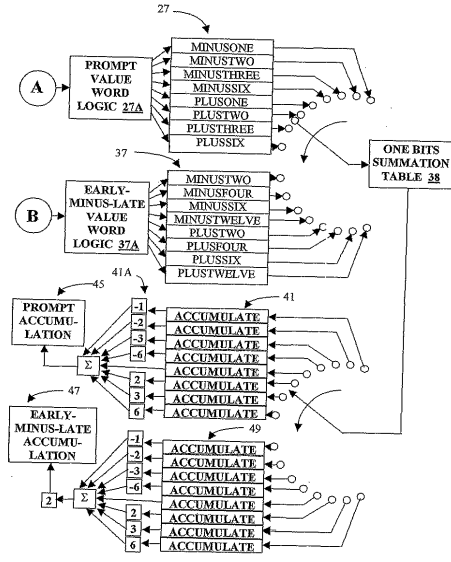 27
MINUSONE
MINUSTWO
MINUSTHREE
MINUSSIX
PLUSONE
PLUSTWO
PLUSTHREE
PLUSSIX
A
PROMPT
VALUE
WORD
LOGIC 27A
37
MINUSTWO
MINUSFOUR
MINUSSIX
MINUSTWELVE
PLUSTWO
PLUSFOUR
PLUSSIX
PLUSTWELVE
B
EARLY-
MINUS-LATE
VALUE
WORD
LOGIC 37A
ONE BITS
SUMMATION
TABLE 38
45
41A
41
PROMPT
ACCUMU-
LATION
Σ
-1
-2
-3
-6
2
3
6
ACCUMULATE
ACCUMULATE
ACCUMULATE
ACCUMULATE
ACCUMULATE
ACCUMULATE
ACCUMULATE
ACCUMULATE
47
49
EARLY-
MINUS-LATE
ACCUMU-
LATION
2
Σ
-1
-2
-3
-6
2
3
6
ACCUMULATE
ACCUMULATE
ACCUMULATE
ACCUMULATE
ACCUMULATE
ACCUMULATE
ACCUMULATE
ACCUMULATE